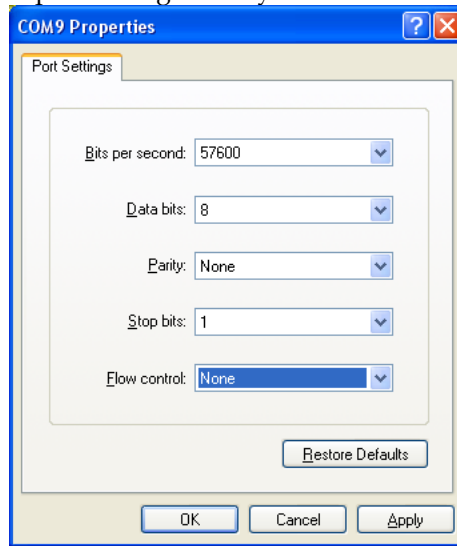 COM9 Properties
Port Settings
Bits per second: 57600
Data bits: 8
Parity: None
Stop bits: 1
Flow control: None
Restore Defaults
OK Cancel Apply